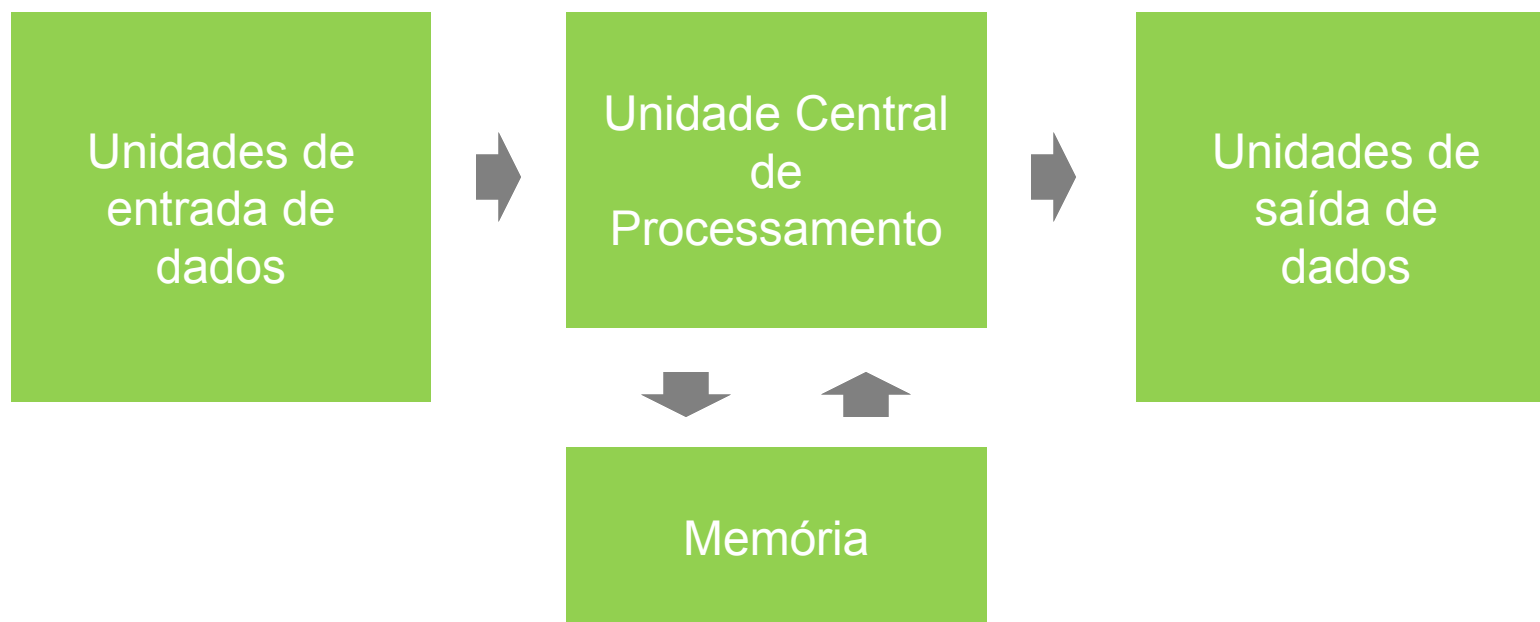 Unidades de
entrada de
dados
Unidade Central
de
Processamento
Unidades de
saída de
dados
Memória